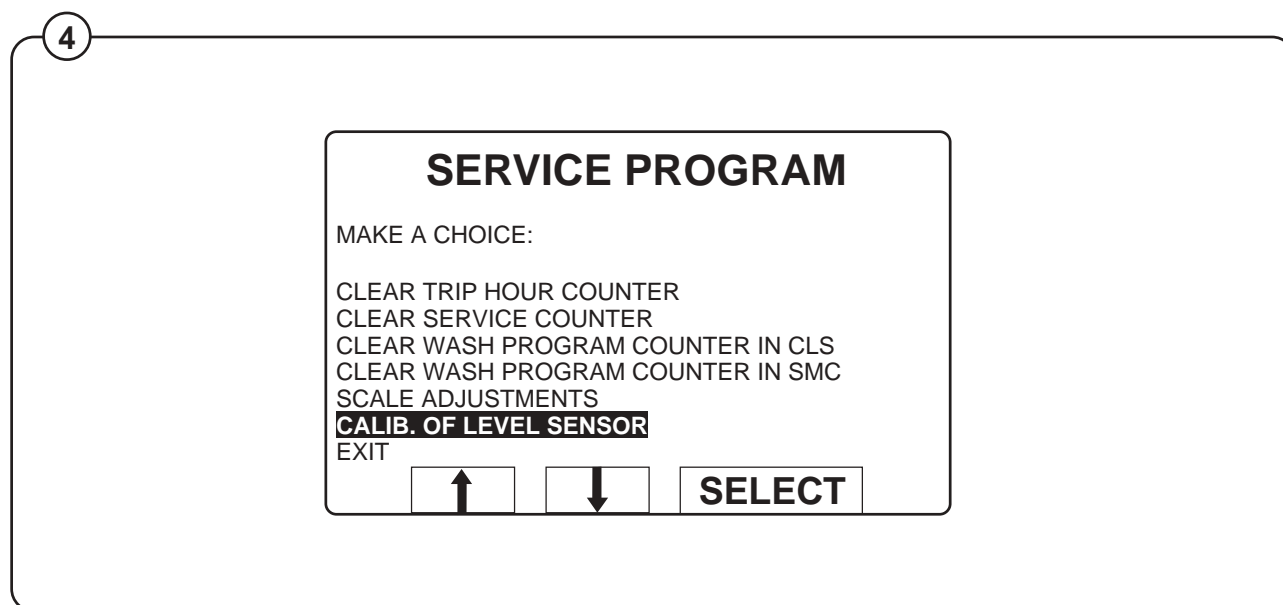 4
SERVICE PROGRAM
MAKE A CHOICE:
CLEAR TRIP HOUR COUNTER
CLEAR SERVICE COUNTER
CLEAR WASH PROGRAM COUNTER IN CLS
CLEAR WASH PROGRAM COUNTER IN SMC
SCALE ADJUSTMENTS
CALIB. OF LEVEL SENSOR
EXIT
SELECT